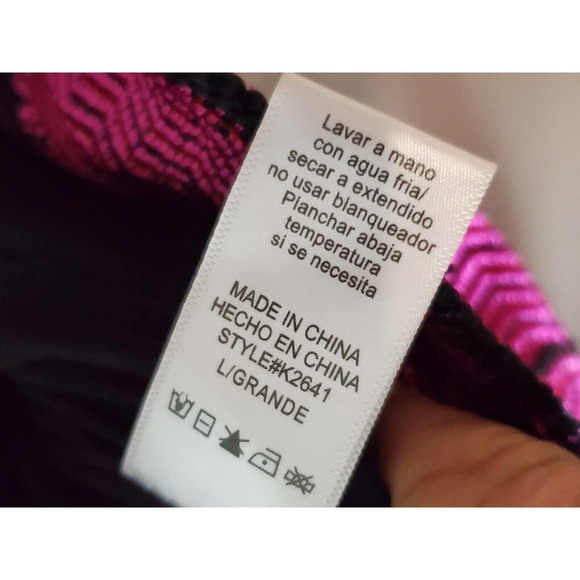 Lavar a mano
con agua fria/
secar a extendido
no usar blanqueador
Planchar abaja
temperatura
si se necesita
MADE IN CHINA
HECHO EN CHINA
STYLE#K2641
L/GRANDE